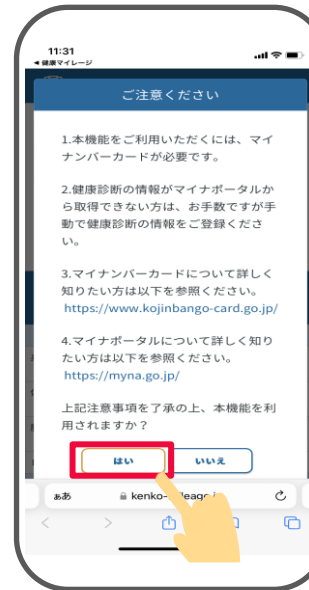 11:31
◀ 健康マイレージ
ご注意ください
1.本機能をご利用いただくには、マイ
ナンバーカードが必要です。
2.健康診断の情報がマイナポータルか
ら取得できない方は、お手数ですが手
動で健康診断の情報をご登録くださ
い。
3.マイナンバーカードについて詳しく
知りたい方は以下を参照ください。
https://www.kojinbango-card.go.jp/
4.マイナポータルについて詳しく知り
たい方は以下を参照ください。
https://myna.go.jp/
上記注意事項を了承の上、本機能を利
用されますか？
はい いいえ
ぁあ kenko-